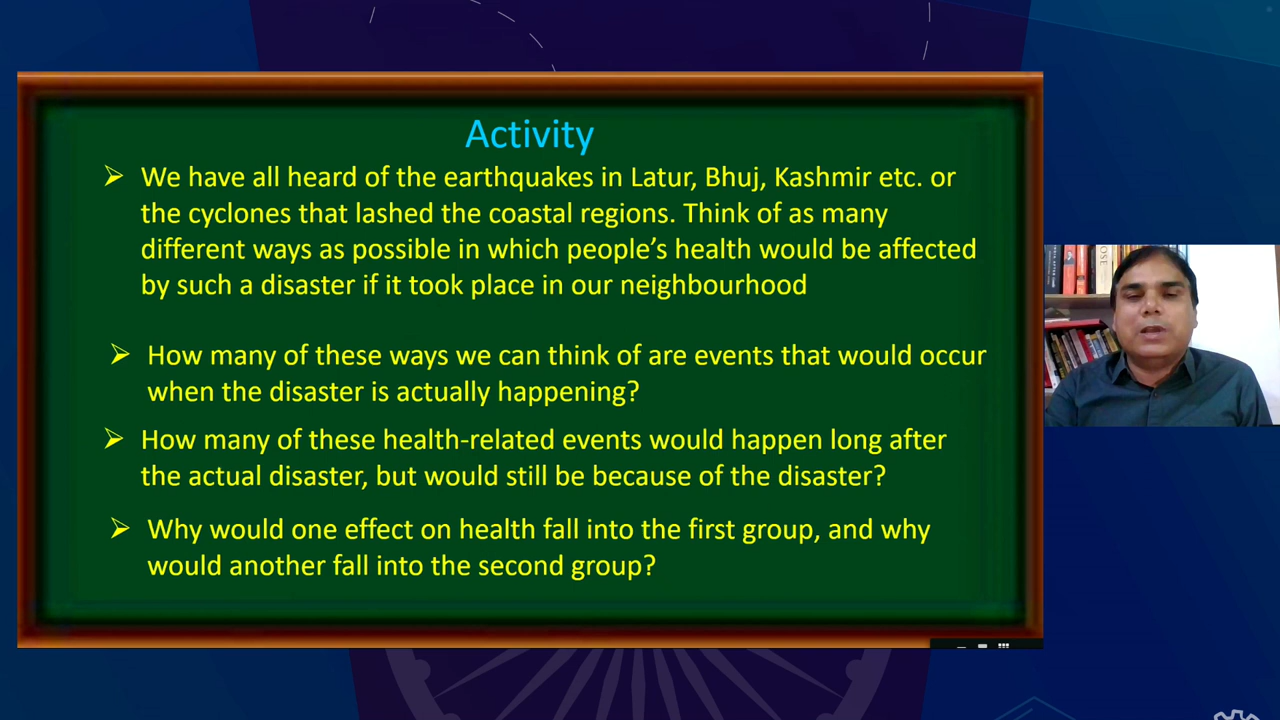 Activity
➢ We have all heard of the earthquakes in Latur, Bhuj, Kashmir etc. or
the cyclones that lashed the coastal regions. Think of as many
different ways as possible in which people’s health would be affected
by such a disaster if it took place in our neighbourhood
➢ How many of these ways we can think of are events that would occur
when the disaster is actually happening?
➢ How many of these health-related events would happen long after
the actual disaster, but would still be because of the disaster?
➢ Why would one effect on health fall into the first group, and why
would another fall into the second group?